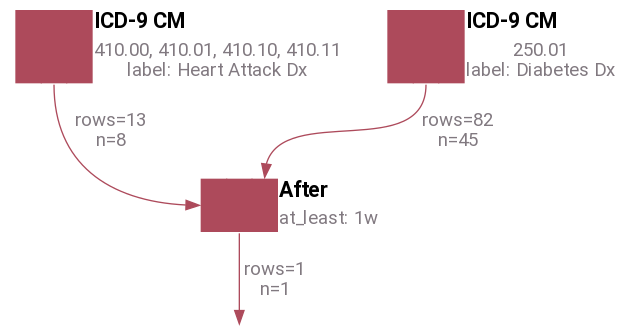 ICD-9 CM
410.00, 410.01, 410.10, 410.11
label: Heart Attack Dx
ICD-9 CM
250.01
label: Diabetes Dx
rows=13
n=8
rows=82
n=45
After
at_least: 1w
rows=1
n=1